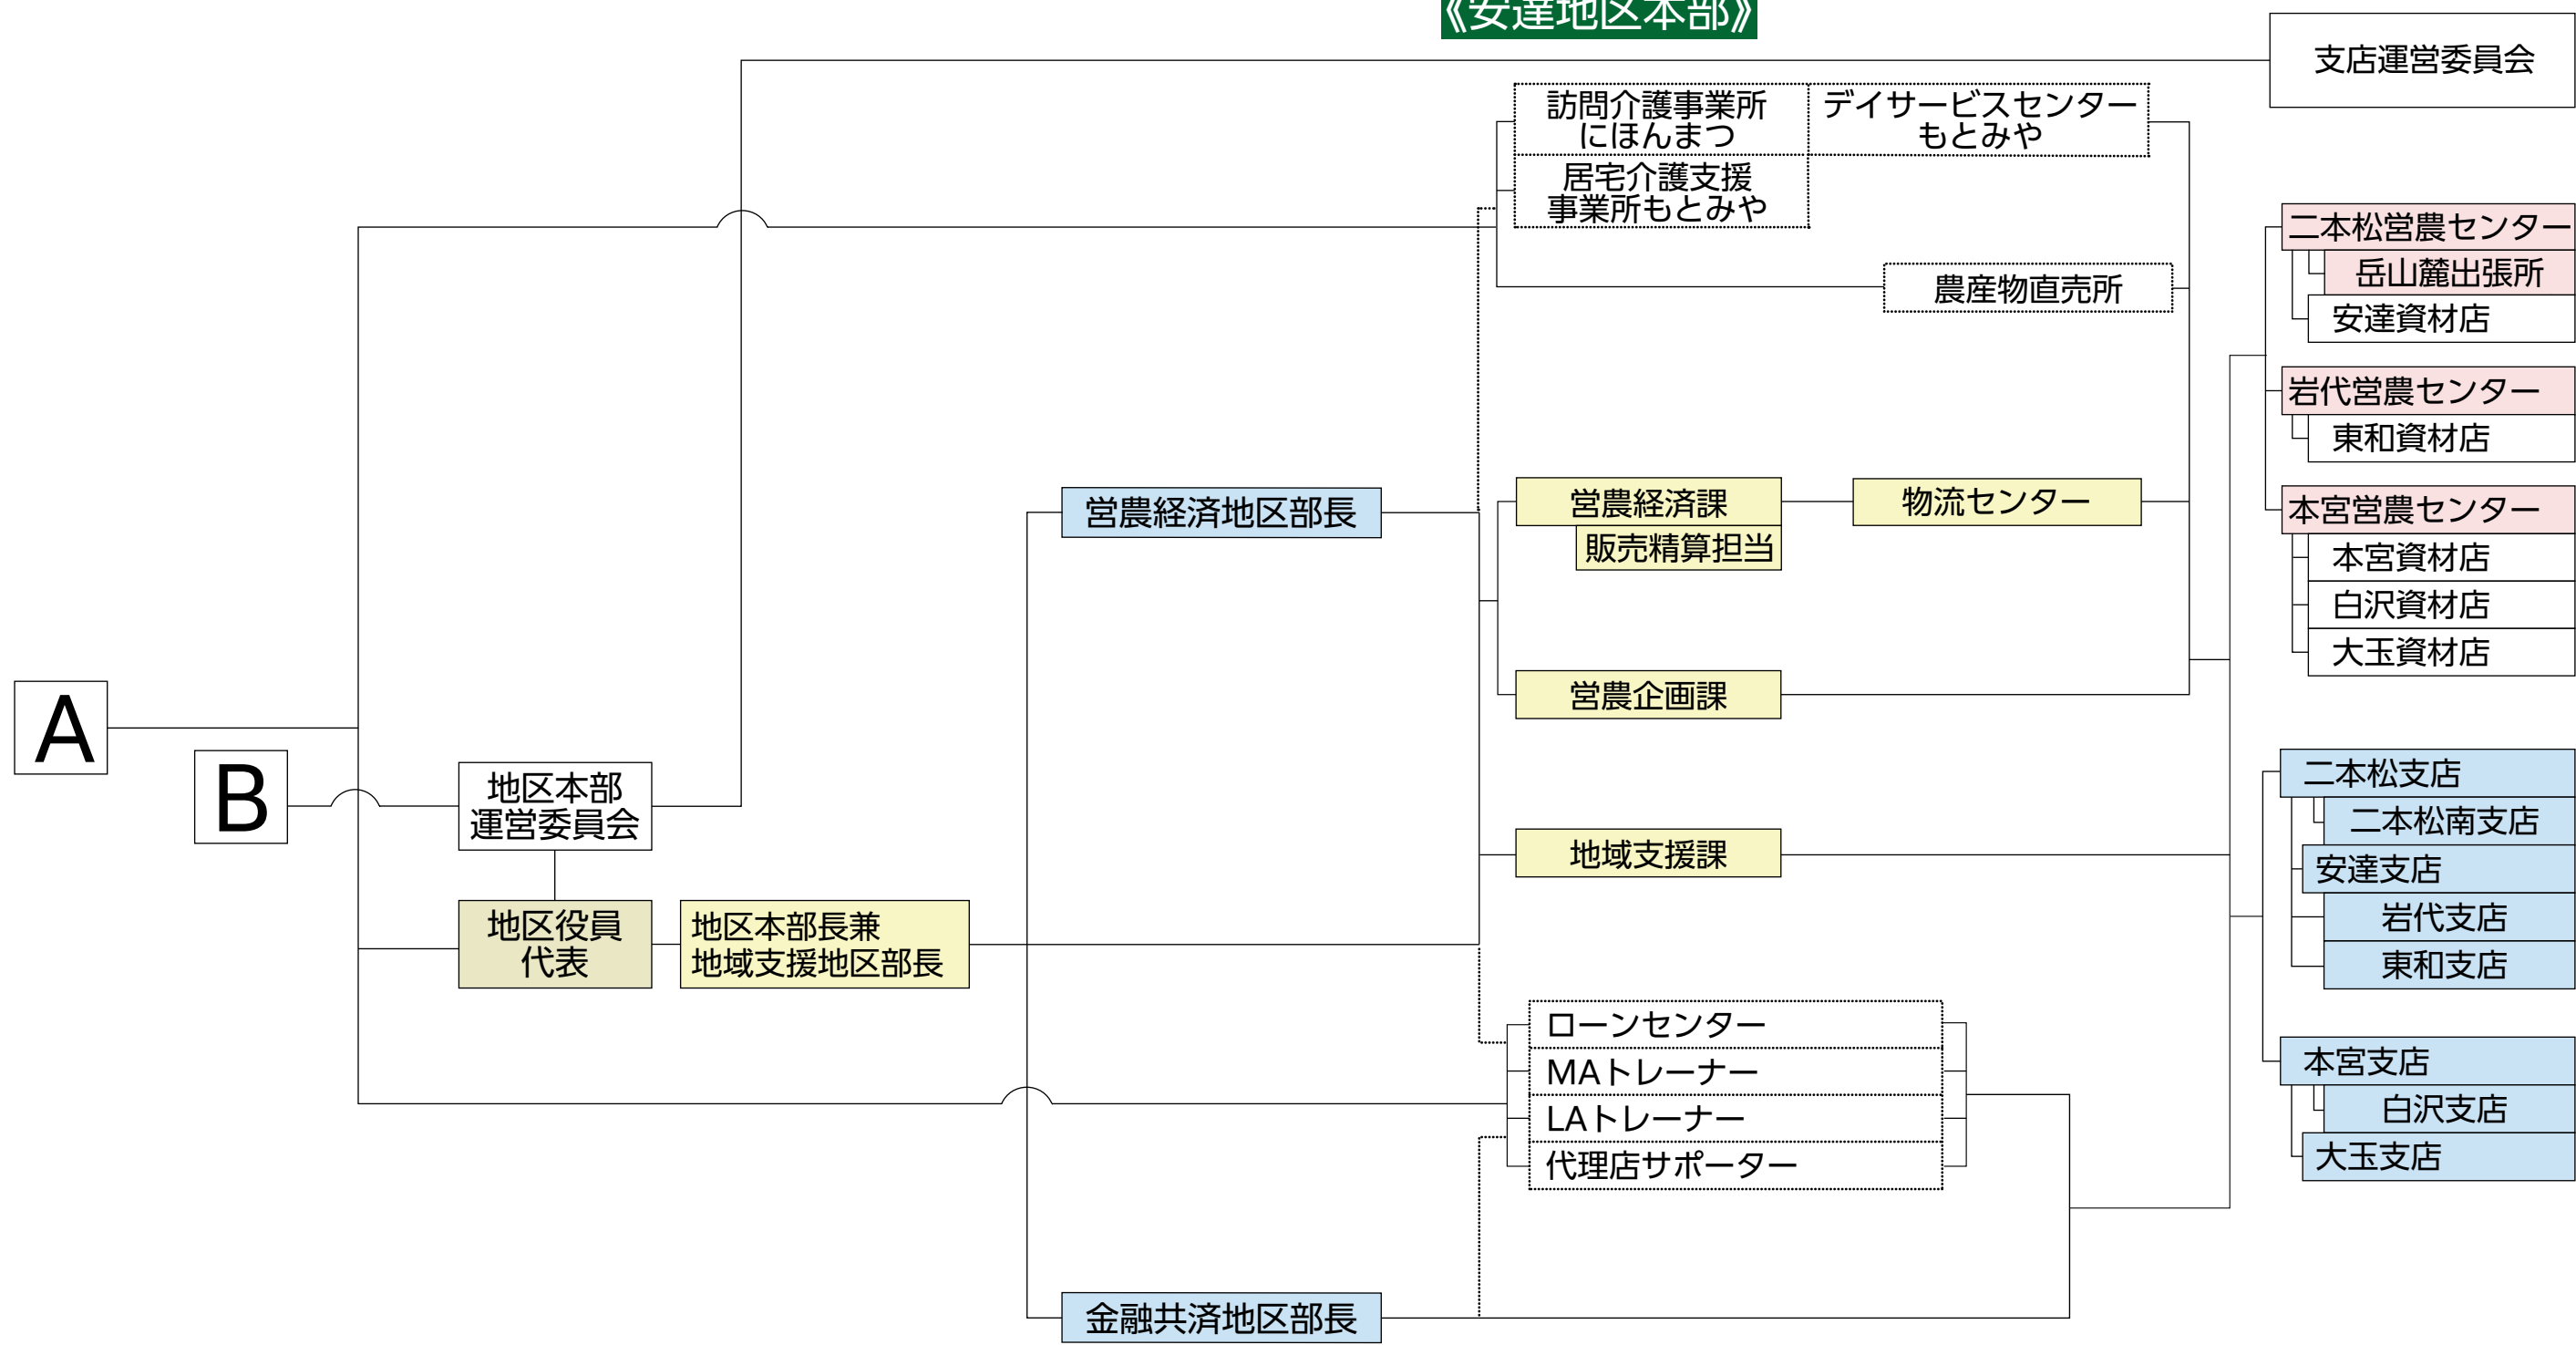 《安達地区本部》
支店運営委員会
訪問介護事業所
にほんまつ
デイサービスセンター
もとみや
居宅介護支援
事業所もとみや
農産物直売所
二本松営農センター
岳山麓出張所
安達資材店
岩代営農センター
東和資材店
本宮営農センター
本宮資材店
白沢資材店
大玉資材店
営農経済地区部長
営農経済課
販売精算担当
物流センター
営農企画課
A
B
地区本部
運営委員会
地域支援課
地区役員
代表
地区本部長兼
地域支援地区部長
二本松支店
二本松南支店
安達支店
岩代支店
東和支店
ローンセンター
MAトレーナー
LAトレーナー
代理店サポーター
本宮支店
白沢支店
大玉支店
金融共済地区部長